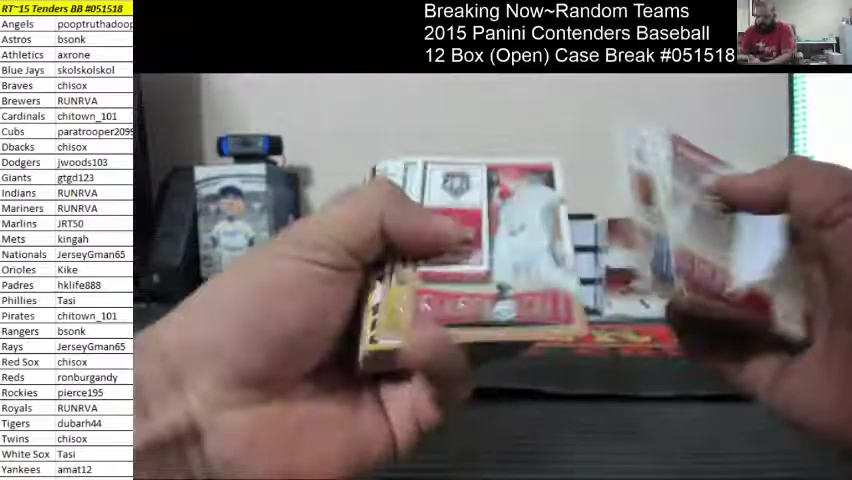 RT~15 Tenders BB #051518
Angels pooptruthadoop
Astros bsonk
Athletics axrone
Blue Jays skolskolskol
Braves chisox
Brewers RUNRVA
Cardinals chitown_101
Cubs paratrooper2099
Dbacks chisox
Dodgers jwoods103
Giants gtgd123
Indians RUNRVA
Mariners RUNRVA
Marlins JRT50
Mets kingah
Nationals JerseyGman65
Orioles Kike
Padres hklife888
Phillies Tasi
Pirates chitown_101
Rangers bsonk
Rays JerseyGman65
Red Sox chisox
Reds ronburgandy
Rockies pierce195
Royals RUNRVA
Tigers dubarh44
Twins chisox
White Sox Tasi
Yankees amat12
Breaking Now~Random Teams
2015 Panini Contenders Baseball
12 Box (Open) Case Break #051518